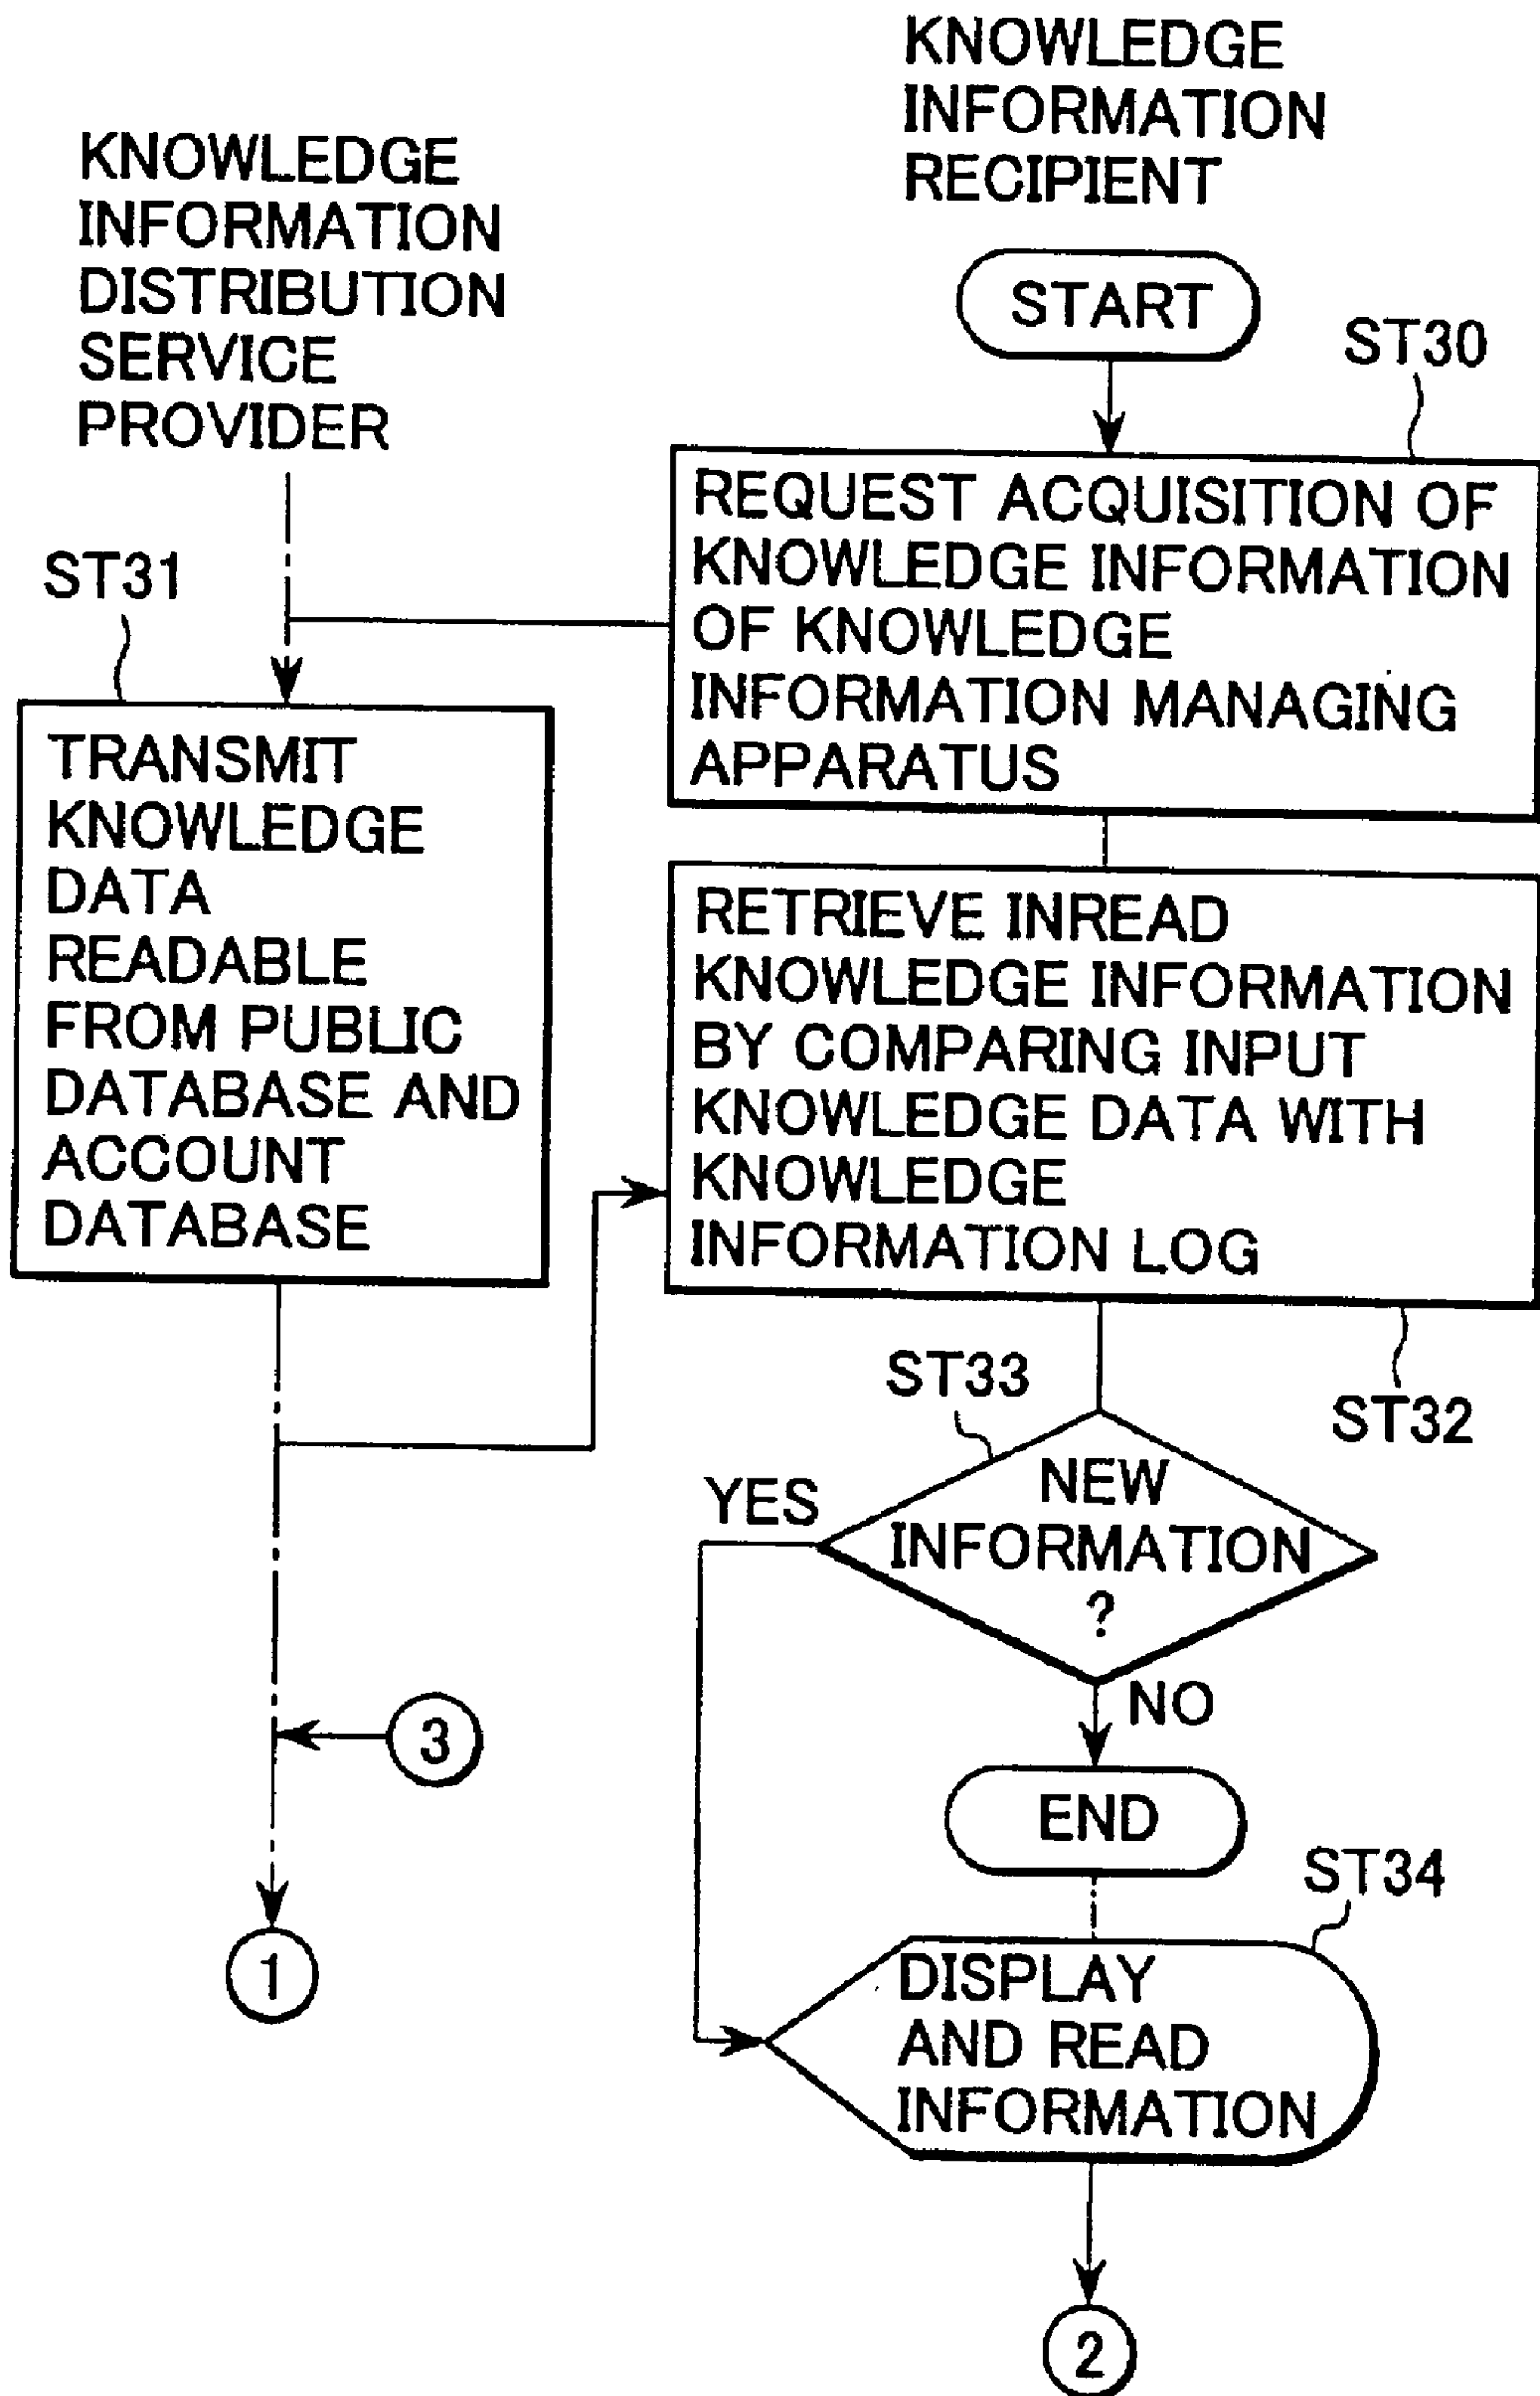 KNOWLEDGE
INFORMATION
RECIPIENT
KNOWLEDGE
INFORMATION
DISTRIBUTION
SERVICE
PROVIDER
START
ST30
REQUEST ACQUISITION OF
KNOWLEDGE INFORMATION
OF KNOWLEDGE
INFORMATION MANAGING
APPARATUS
ST31
TRANSMIT
KNOWLEDGE
DATA
READABLE
FROM PUBLIC
DATABASE AND
ACCOUNT
DATABASE
RETRIEVE INREAD
KNOWLEDGE INFORMATION
BY COMPARING INPUT
KNOWLEDGE DATA WITH
KNOWLEDGE
INFORMATION LOG
ST32
ST33
NEW
INFORMATION
?
YES
NO
3
END
1
ST34
DISPLAY
AND READ
INFORMATION
2